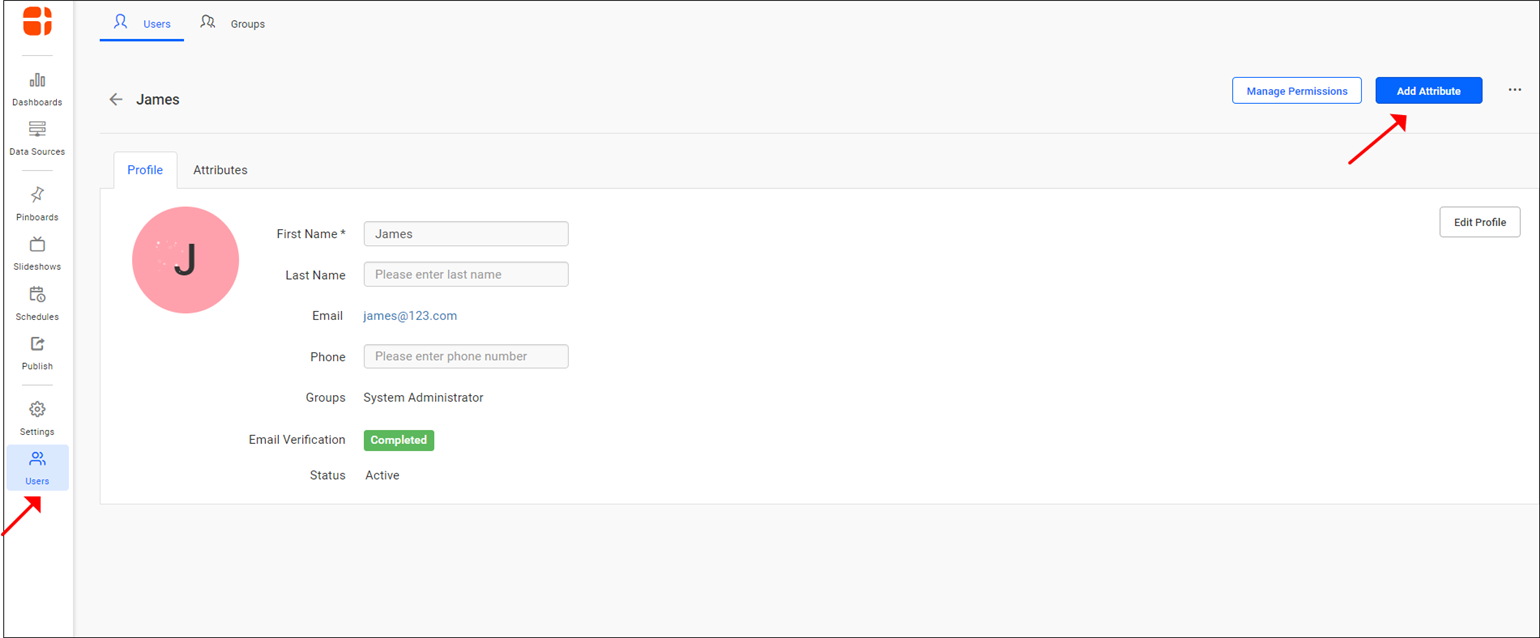 Users
Groups
James
Manage Permissions
Add Attribute
...
Dashboards
Data Sources
Pinboards
Slideshows
Schedules
Publish
Settings
Users
Profile
Attributes
J
Edit Profile
First Name *
James
Last Name
Please enter last name
Email
james@123.com
Phone
Please enter phone number
Groups
System Administrator
Email Verification
Completed
Status
Active